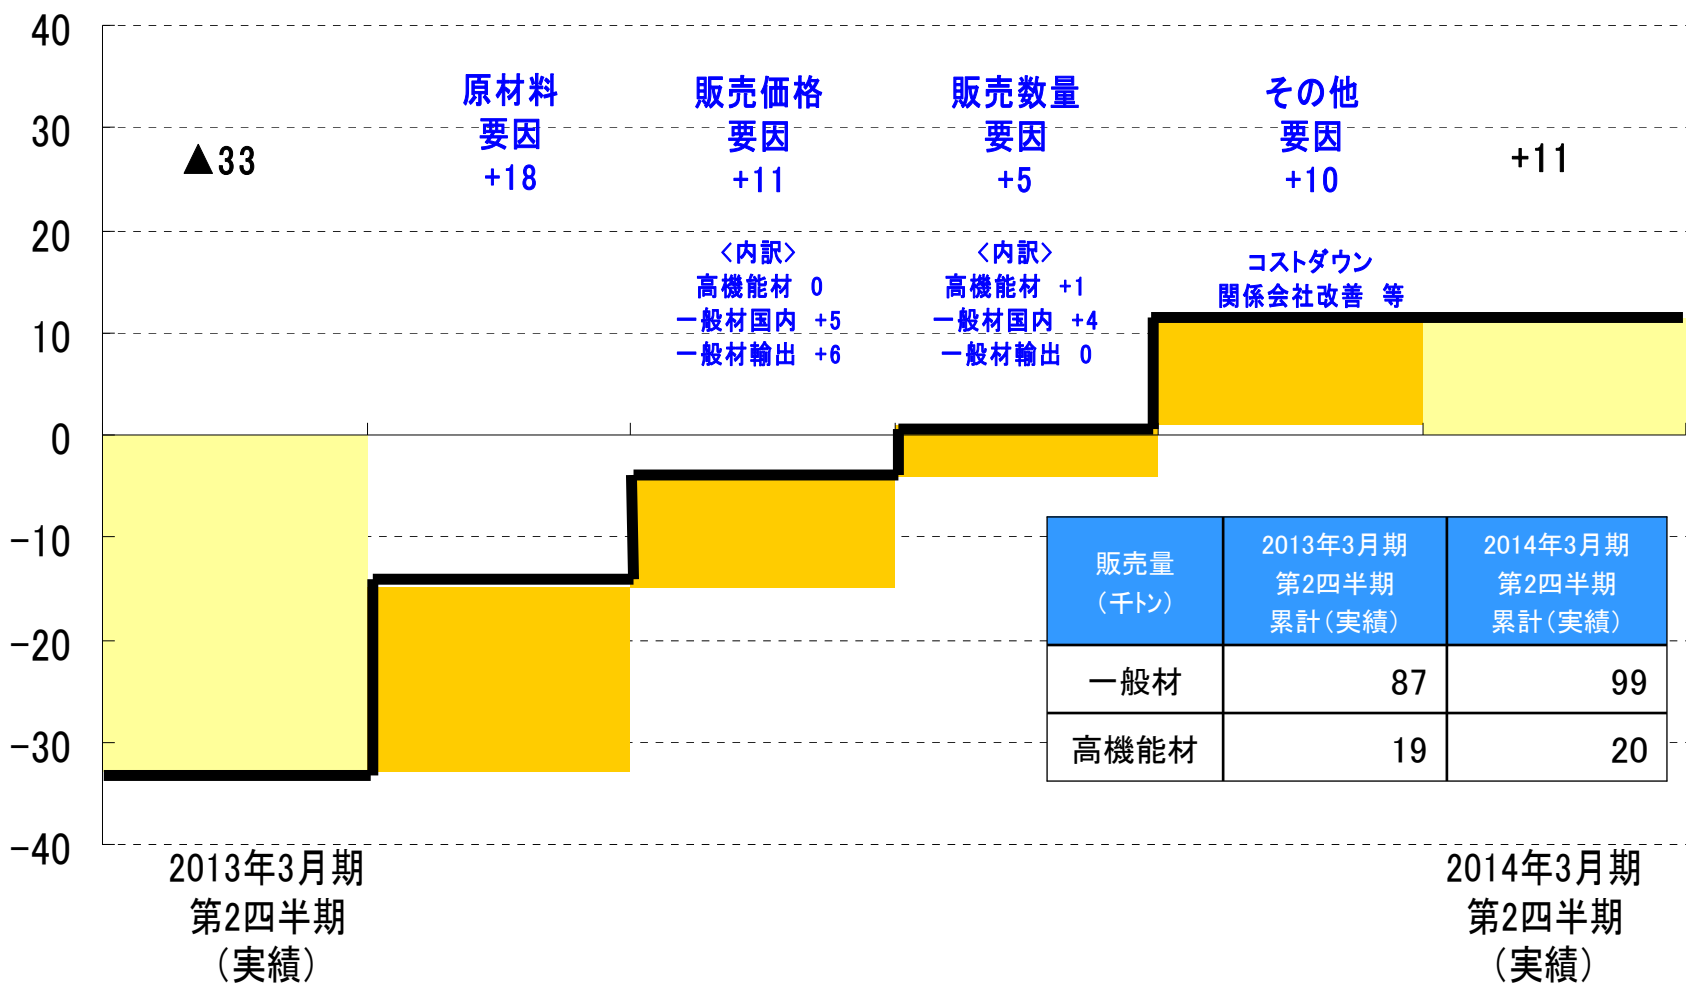 40
30
20
10
0
-10
-20
-30
-40
▲33
原材料
要因
+18
販売価格
要因
+11
<内訳>
高機能材 0
一般材国内 +5
一般材輸出 +6
販売数量
要因
+5
<内訳>
高機能材 +1
一般材国内 +4
一般材輸出 0
その他
要因
+10
コストダウン
関係会社改善 等
+11
販売量
(千トン)
2013年3月期
第2四半期
累計(実績)
2014年3月期
第2四半期
累計(実績)
一般材 87 99
高機能材 19 20
2013年3月期
第2四半期
(実績)
2014年3月期
第2四半期
(実績)